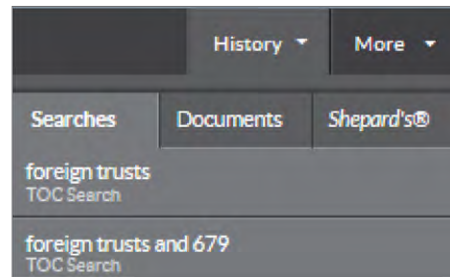 History More
Searches Documents Shepard's®
foreign trusts
TOC Search
foreign trusts and 679
TOC Search